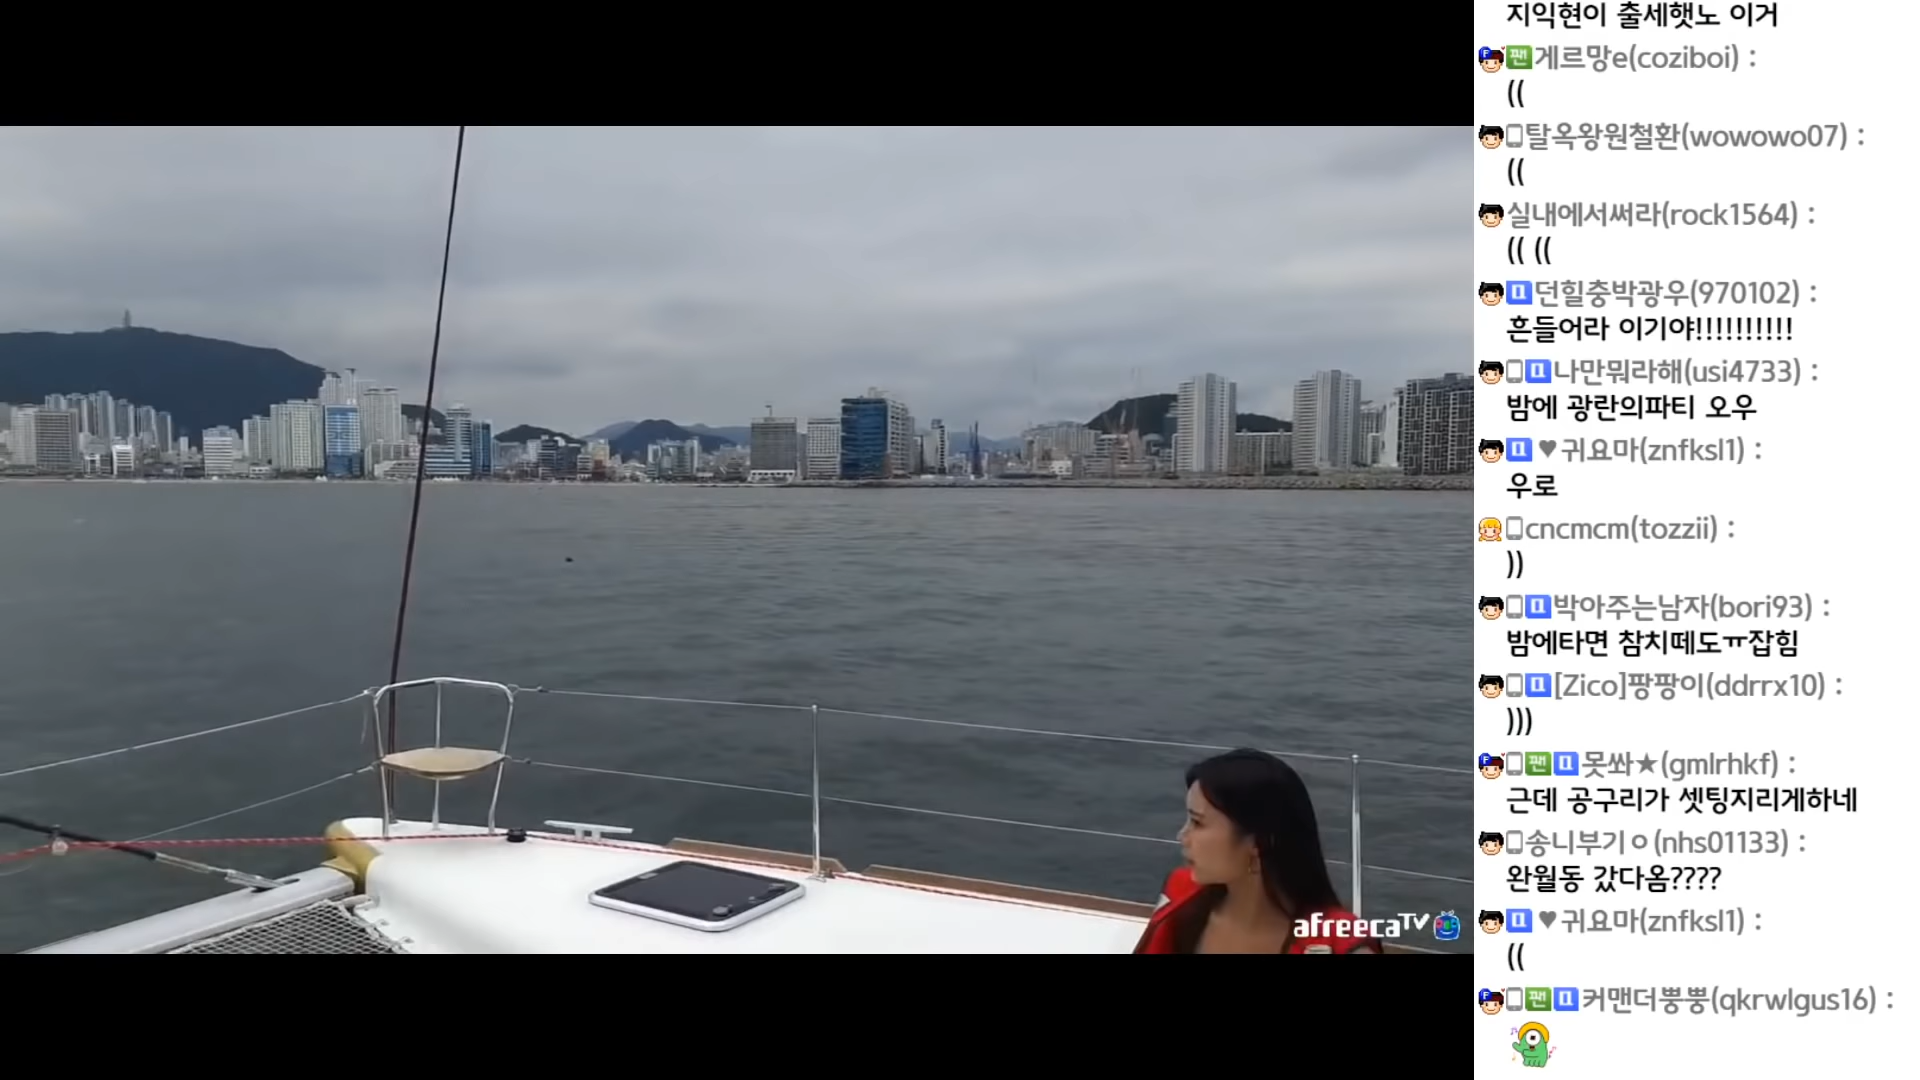 지익현이 출세햇노 이거
팬 게르망e(coziboi) :
((
탈옥왕원철환(wowowo07) :
((
실내에서써라(rock1564) :
(( ((
던힐충박광우(970102) :
흔들어라 이기야!!!!!!!!!!
나만뭐라해(usi4733) :
밤에 광란의파티 오우
♥귀요마(znfksl1) :
우로
cncmcm(tozzii) :
))
박아주는남자(bori93) :
밤에타면 참치떼도ㅠ잡힘
[Zico]팡팡이(ddrrx10) :
)))
팬 못쏴★(gmlrhkf) :
근데 공구리가 셋팅지리게하네
송니부기ㅇ(nhs01133) :
완월동 갔다옴????
♥귀요마(znfksl1) :
((
팬 커맨더뿡뿡(qkrwlgus16) :
afreecaTV